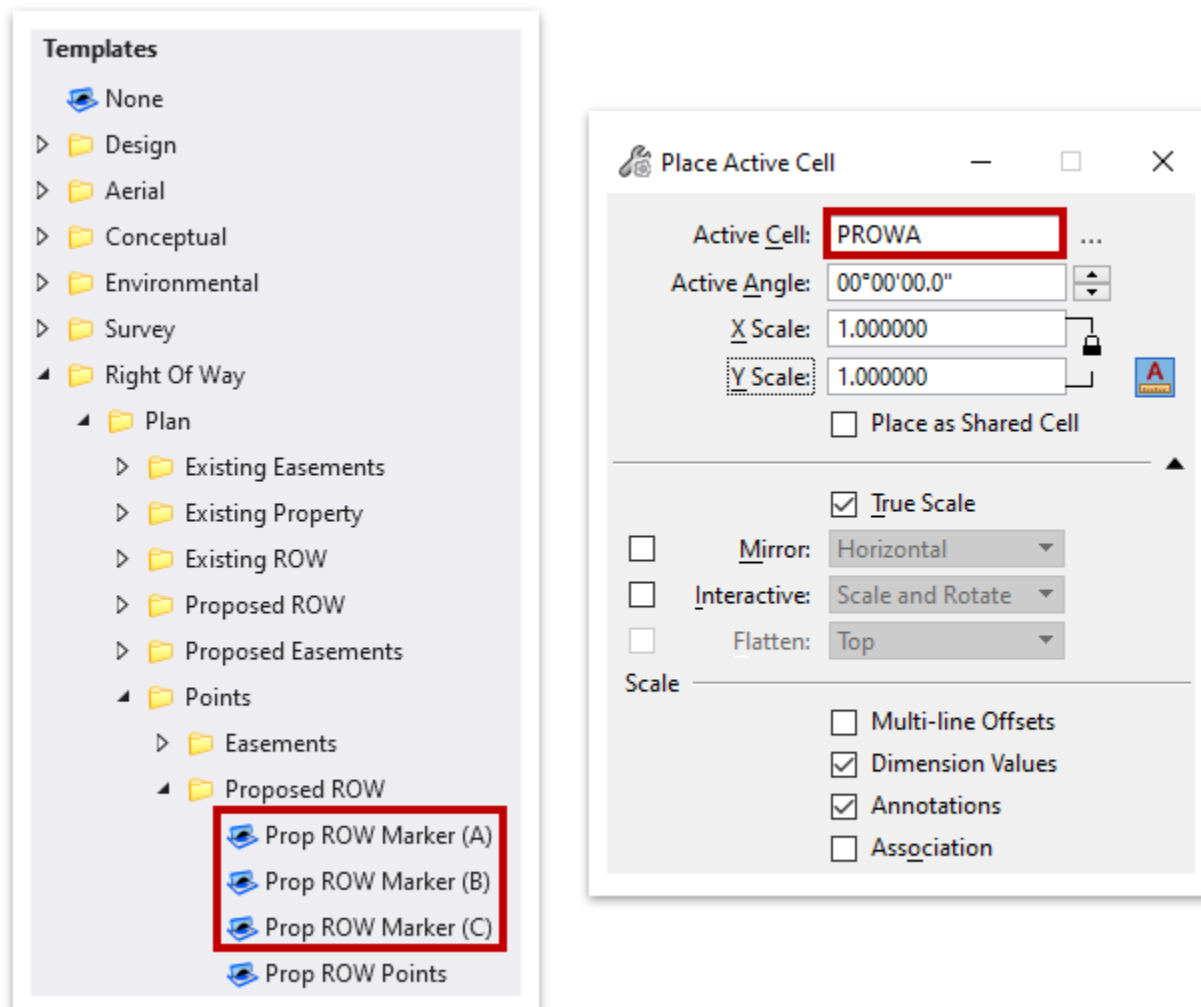 Templates
None
Design
Aerial
Conceptual
Environmental
Survey
Right Of Way
Plan
Existing Easements
Existing Property
Existing ROW
Proposed ROW
Proposed Easements
Points
Easements
Proposed ROW
Prop ROW Marker (A)
Prop ROW Marker (B)
Prop ROW Marker (C)
Prop ROW Points
Place Active Cell
Active Cell: PROWA ...
Active Angle: 00°00'00.0"
X Scale: 1.000000
Y Scale: 1.000000 A
Place as Shared Cell
True Scale
Mirror: Horizontal
Interactive: Scale and Rotate
Flatten: Top
Scale
Multi-line Offsets
Dimension Values
Annotations
Association